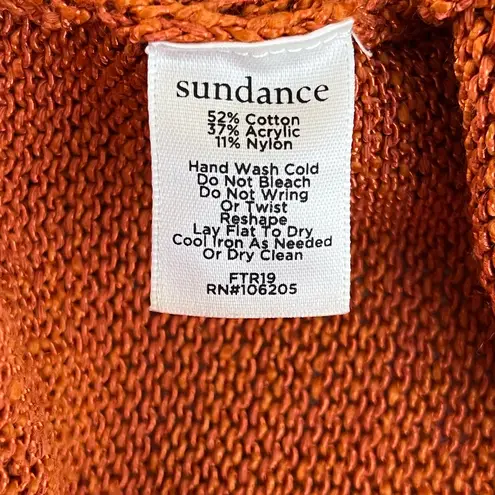 sundance
52% Cotton
37% Acrylic
11% Nylon
Hand Wash Cold
Do Not Bleach
Do Not Wring
Or Twist
Reshape
Lay Flat To Dry
Cool Iron As Needed
Or Dry Clean
FTR19
RN#106205